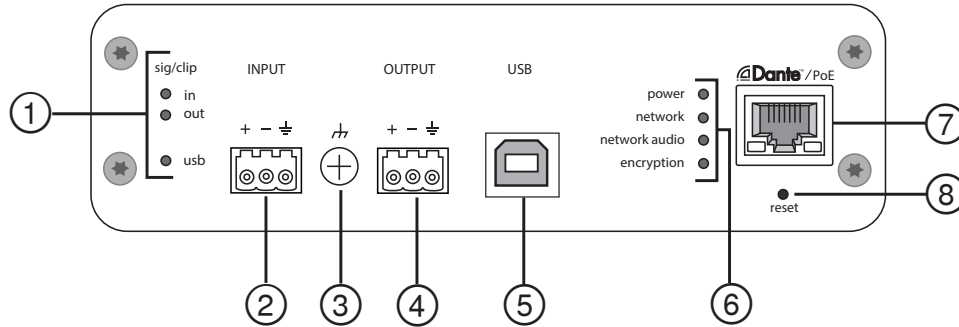 sig/clip
in
out
usb
INPUT
+ −
OUTPUT
+ −
USB
power
network
network audio
encryption
Dante™/PoE
reset
1
2
3
4
5
6
7
8